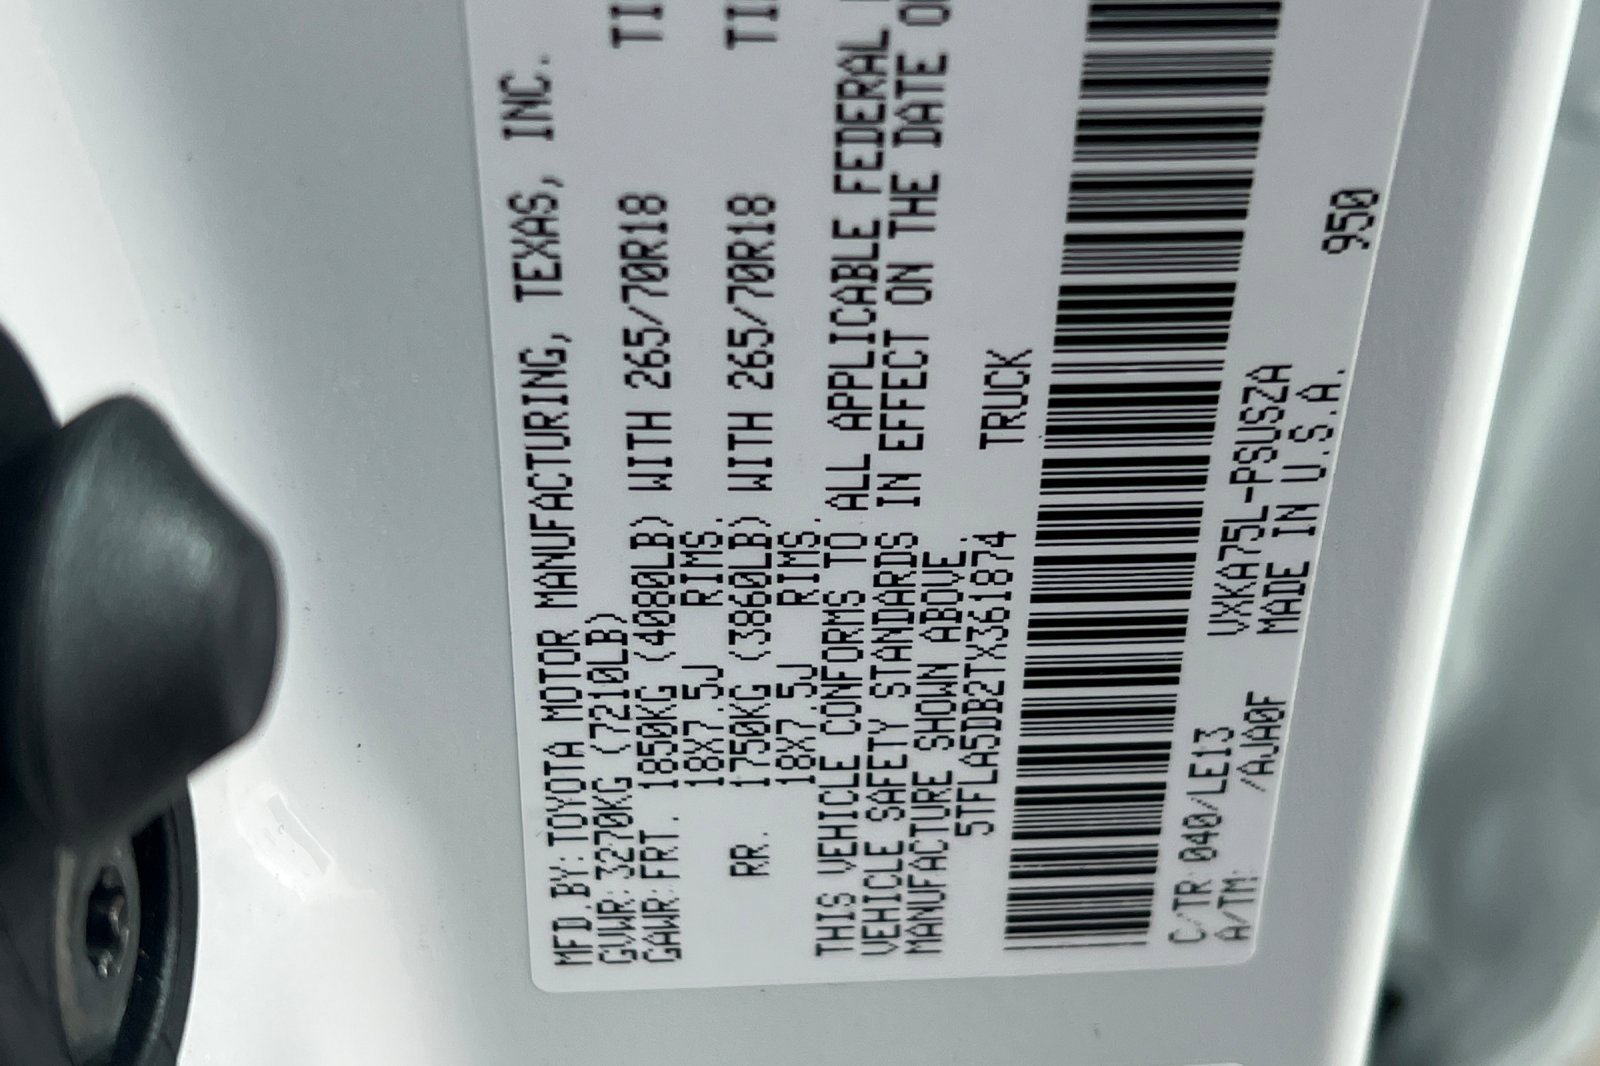 MFD.BY: TOYOTA MOTOR MANUFACTURING, TEXAS, INC.
GVWR: 3270KG (7210LB)
GAWR: FRT. 1850KG (4080LB) WITH 265/70R18 TI
18X7.5J RIMS.
RR. 1750KG (3860LB) WITH 265/70R18 TI
18X7.5J RIMS.
THIS VEHICLE CONFORMS TO ALL APPLICABLE FEDERAL
VEHICLE SAFETY STANDARDS IN EFFECT ON THE DATE O
MANUFACTURE SHOWN ABOVE.
5TFLA5DB2TX361874 TRUCK
C/TR: 040/LE13 VXKA75L-PSUSZA 950
A/TM: /AJA0F MADE IN U.S.A.